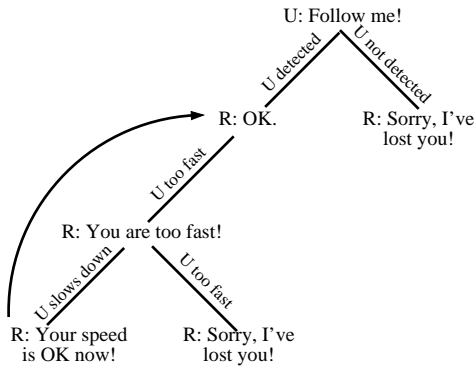 U: Follow me!
U detected
U not detected
R: OK.
R: Sorry, I've
lost you!
U too fast
R: You are too fast!
U slows down
U too fast
R: Your speed
is OK now!
R: Sorry, I've
lost you!